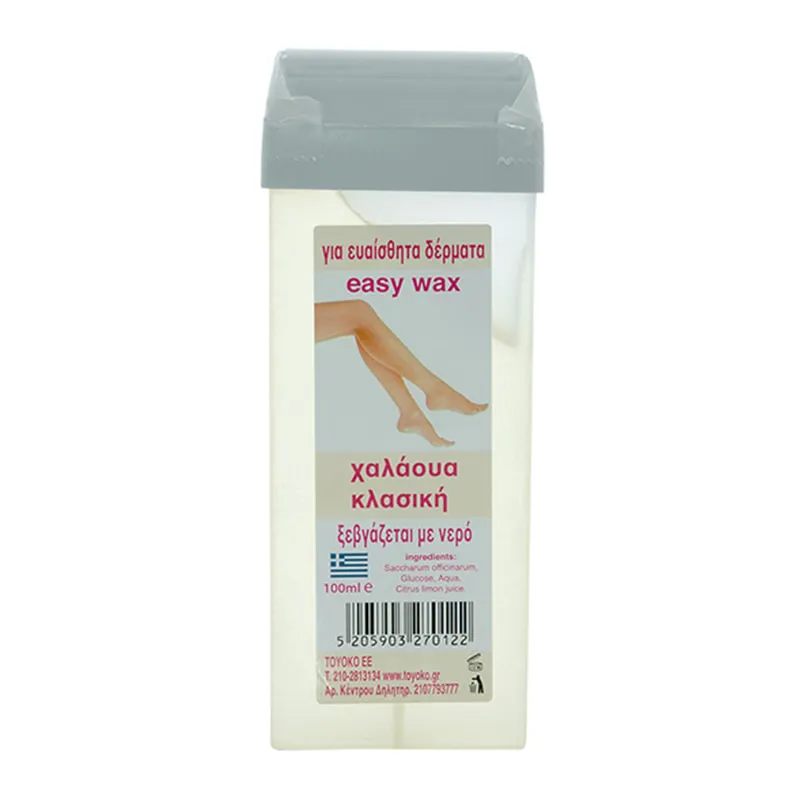 για ευαίσθητα δέρματα
easy wax
χαλάουα
κλασική
ξεβγάζεται με νερό
ingredients:
Saccharum officinarum,
Glucose, Aqua,
Citrus limon juice.
100ml e
5 205903 270122
TOYOKO EE
Τ. 210-2813134 www.toyoko.gr
Αρ. Κέντρου Δηλητηρ. 2107793777